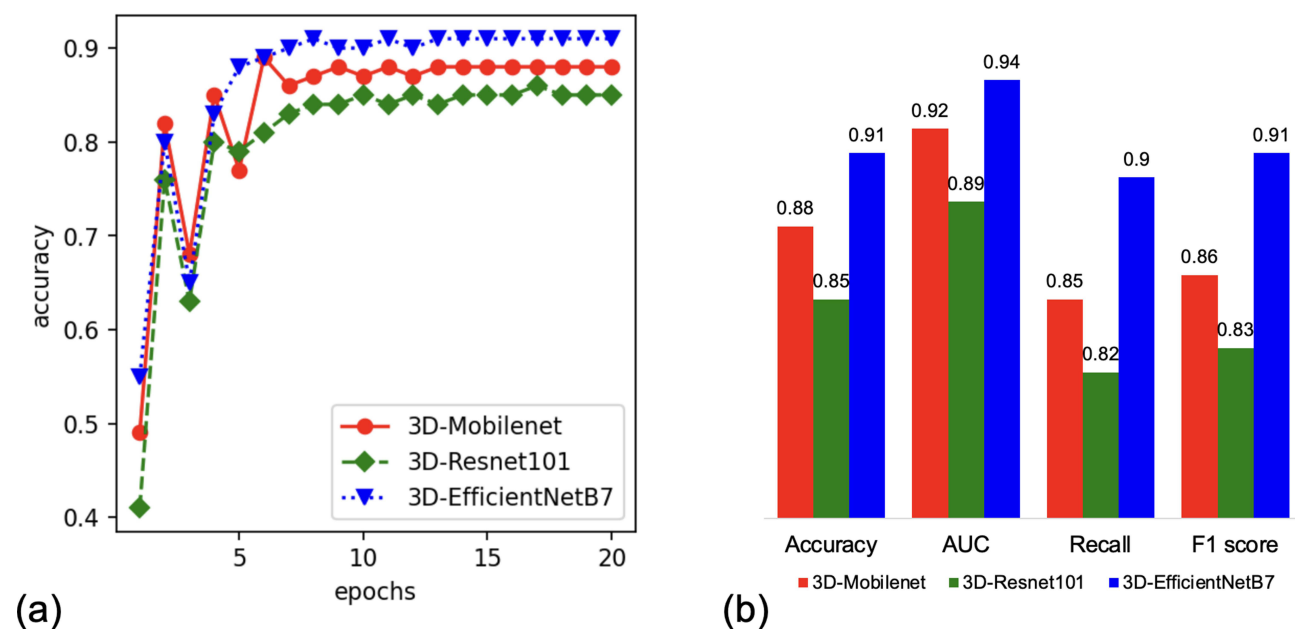 0.9
0.8
0.7
0.6
0.5
0.4
accuracy
5
10
15
20
epochs
3D-Mobilenet
3D-Resnet101
3D-EfficientNetB7
(a)
0.88
0.85
0.91
0.92
0.89
0.94
0.85
0.82
0.9
0.86
0.83
0.91
Accuracy
AUC
Recall
F1 score
3D-Mobilenet 3D-Resnet101 3D-EfficientNetB7
(b)